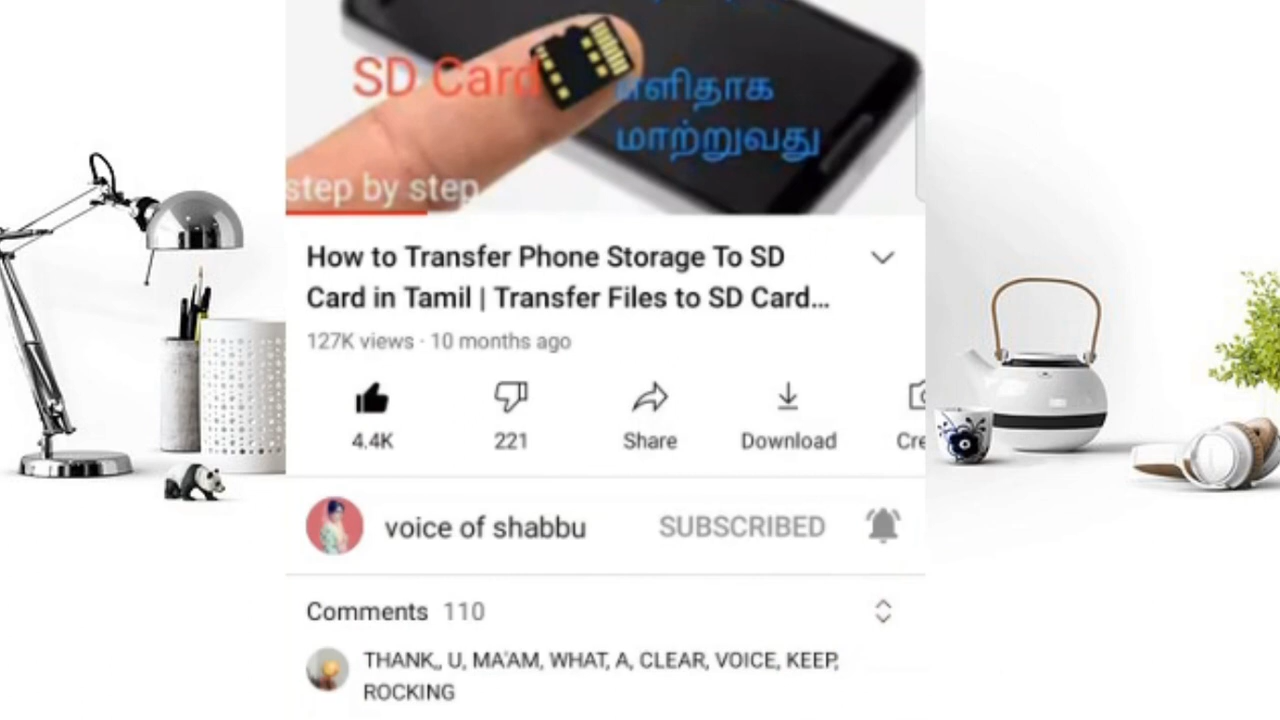 SD Card
எளிதாக
மாற்றுவது
step by step
How to Transfer Phone Storage To SD
Card in Tamil | Transfer Files to SD Card...
127K views · 10 months ago
4.4K
221
Share
Download
Cre
voice of shabbu
SUBSCRIBED
Comments 110
THANK,, U, MA'AM, WHAT, A, CLEAR, VOICE, KEEP,
ROCKING